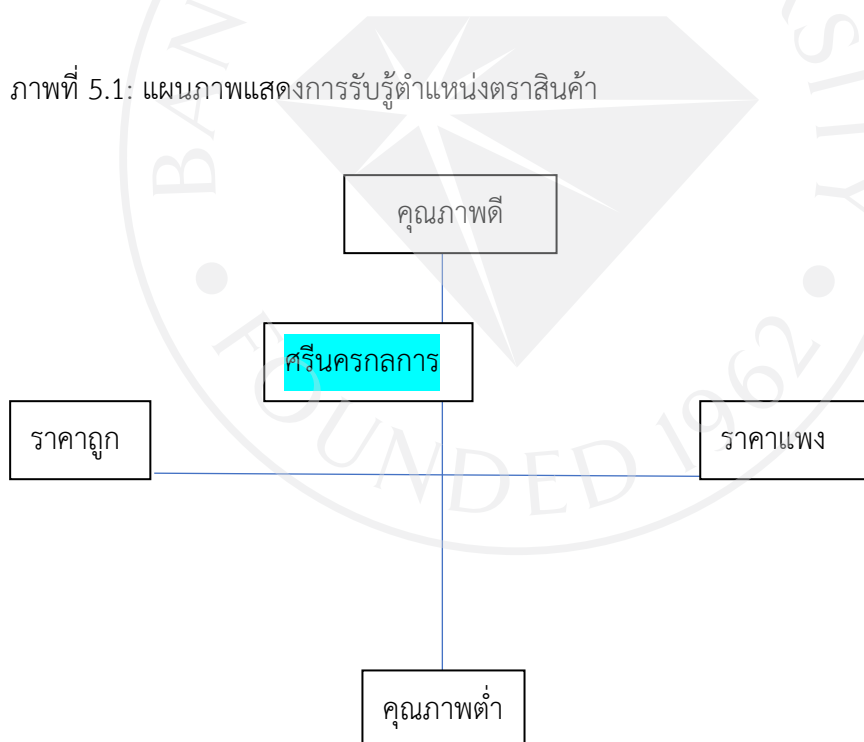 ภาพที่ 5.1: แผนภาพแสดงการรับรู้ตำแหน่งตราสินค้า
คุณภาพดี
ศรีนครกลการ
ราคาถูก
ราคาแพง
คุณภาพต่ำ
FOUNDED 1962